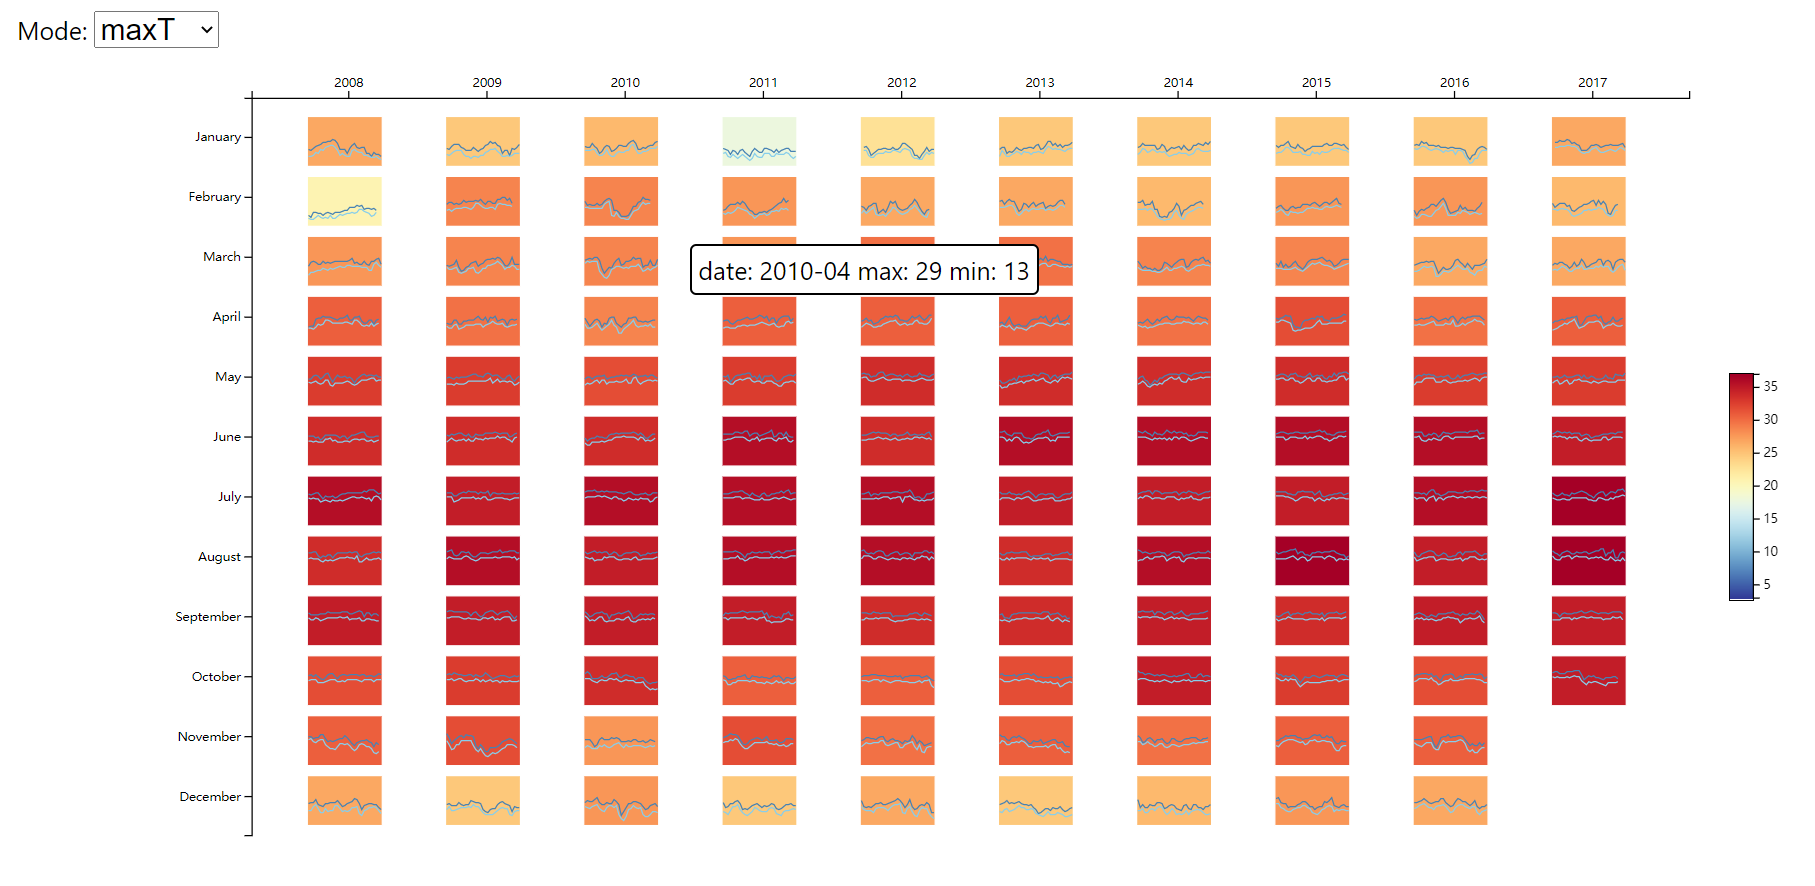 Mode: maxT
2008 2009 2010 2011 2012 2013 2014 2015 2016 2017
January
February
March
date: 2010-04 max: 29 min: 13
April
May
June
July
August
September
October
November
December
35
30
25
20
15
10
5